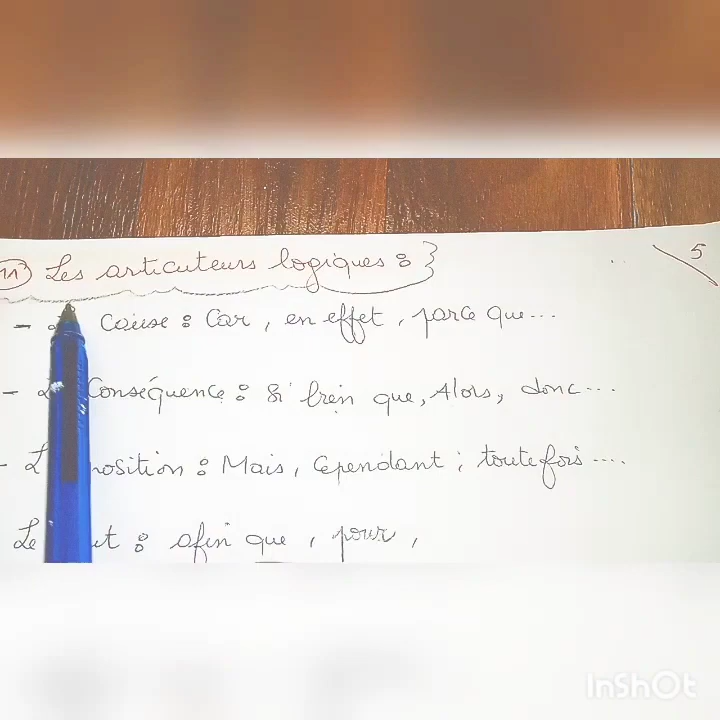 11) Les articuteurs logiques :
5
- Cause : Car, en effet, parce que...
- Conséquence : Si bien que, Alors, donc...
- L' position : Mais, Cependant ; toutefois....
Le ut : afin que, pour,
InShOt